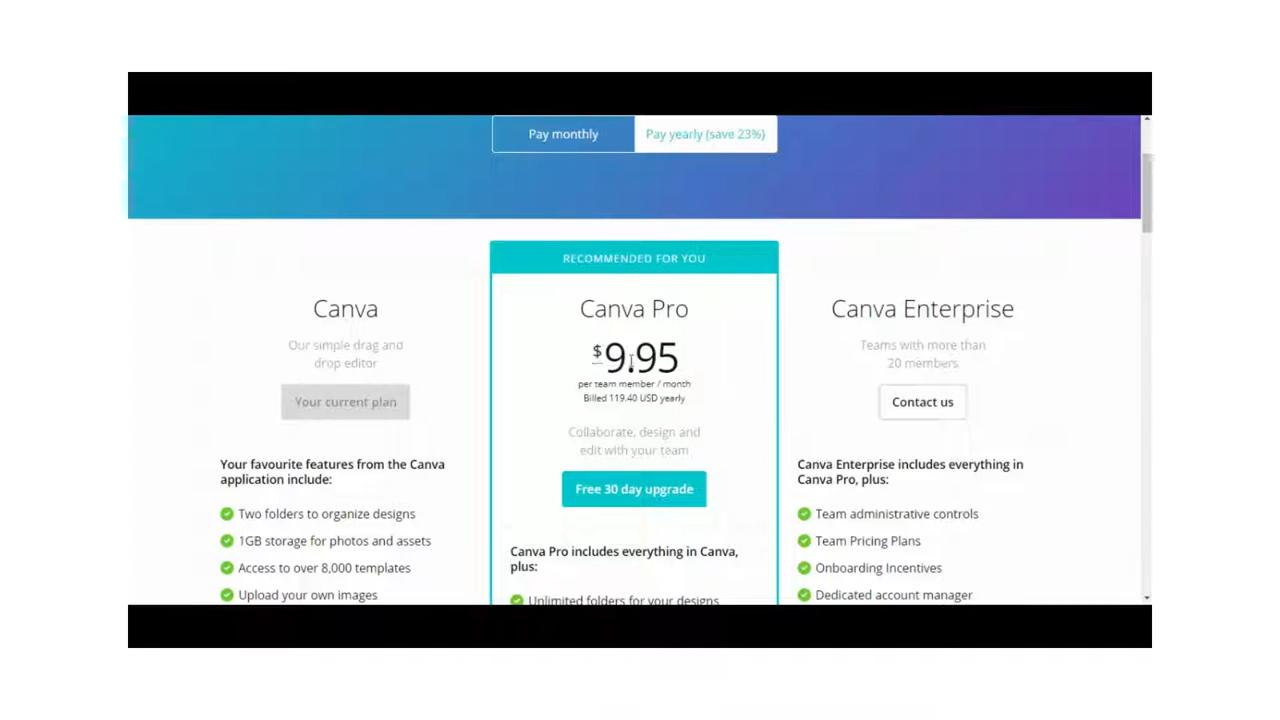 Pay monthly
Pay yearly (save 23%)
RECOMMENDED FOR YOU
Canva
Our simple drag and
drop editor
Your current plan
Your favourite features from the Canva
application include:
Two folders to organize designs
1GB storage for photos and assets
Access to over 8,000 templates
Upload your own images
Canva Pro
$9.95
per team member / month
Billed 119.40 USD yearly
Collaborate, design and
edit with your team
Free 30 day upgrade
Canva Pro includes everything in Canva,
plus:
Unlimited folders for your designs
Canva Enterprise
Teams with more than
20 members
Contact us
Canva Enterprise includes everything in
Canva Pro, plus:
Team administrative controls
Team Pricing Plans
Onboarding Incentives
Dedicated account manager